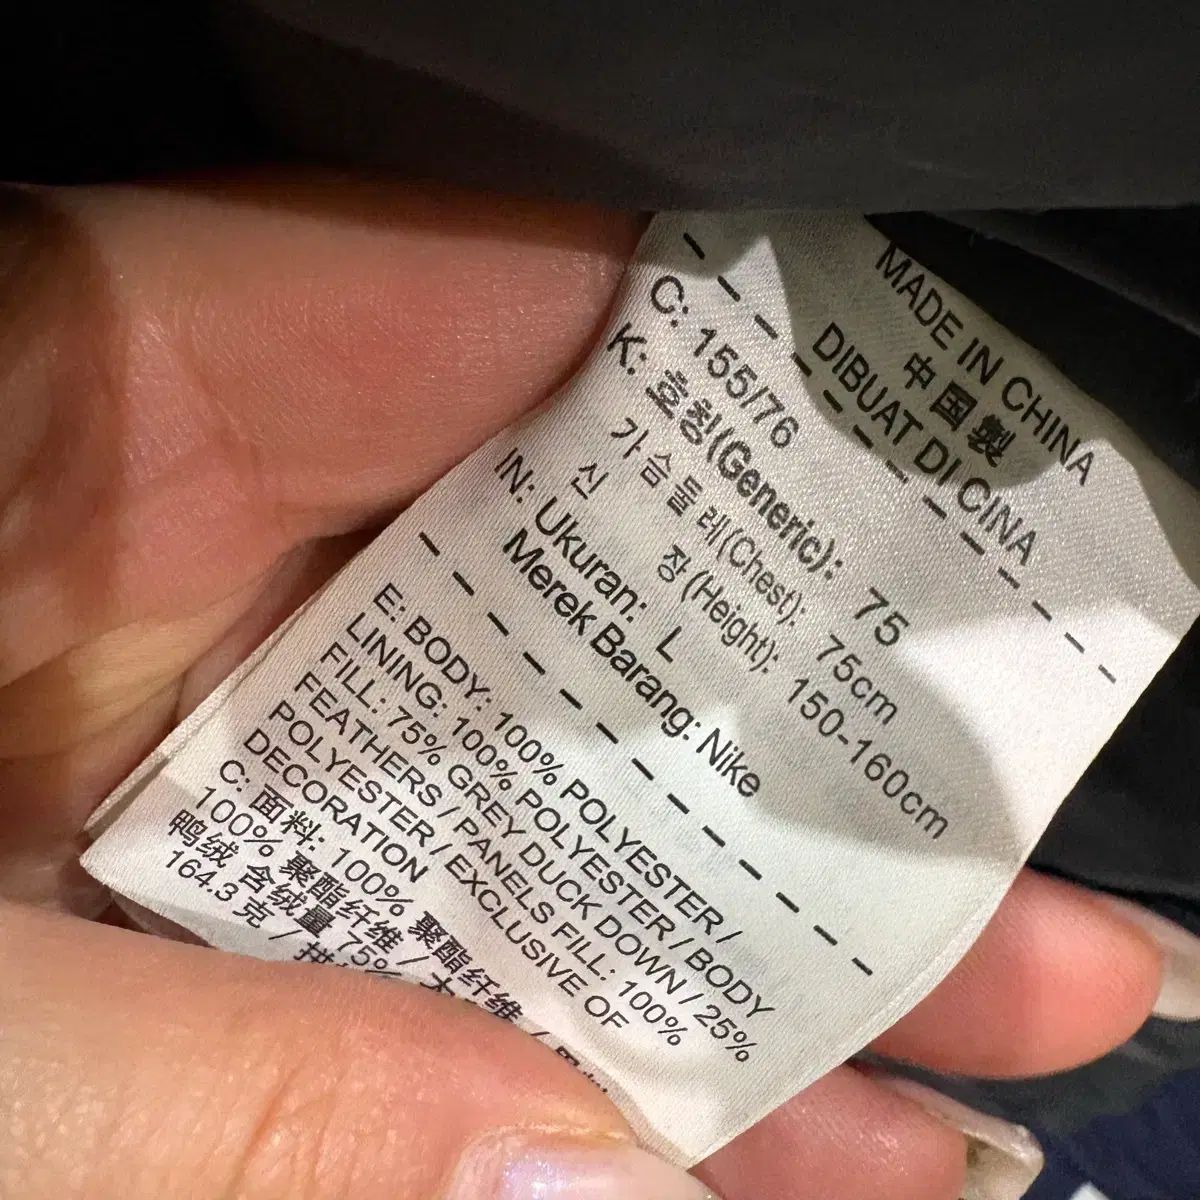 MADE IN CHINA
中国製
DIBUAT DI CINA
C: 155/76
K: 호칭(Generic): 75
가슴둘레(Chest): 75cm
신 장(Height): 150-160cm
IN: Ukuran: L
Merek Barang: Nike
E: BODY: 100% POLYESTER /
LINING: 100% POLYESTER / BODY
FILL: 75% GREY DUCK DOWN / 25%
FEATHERS / PANELS FILL: 100%
POLYESTER / EXCLUSIVE OF
DECORATION
C: 面料: 100% 聚酯纤维 /
100% 聚酯纤维 /
鸭绒 含绒量 75%
164.3 克 /